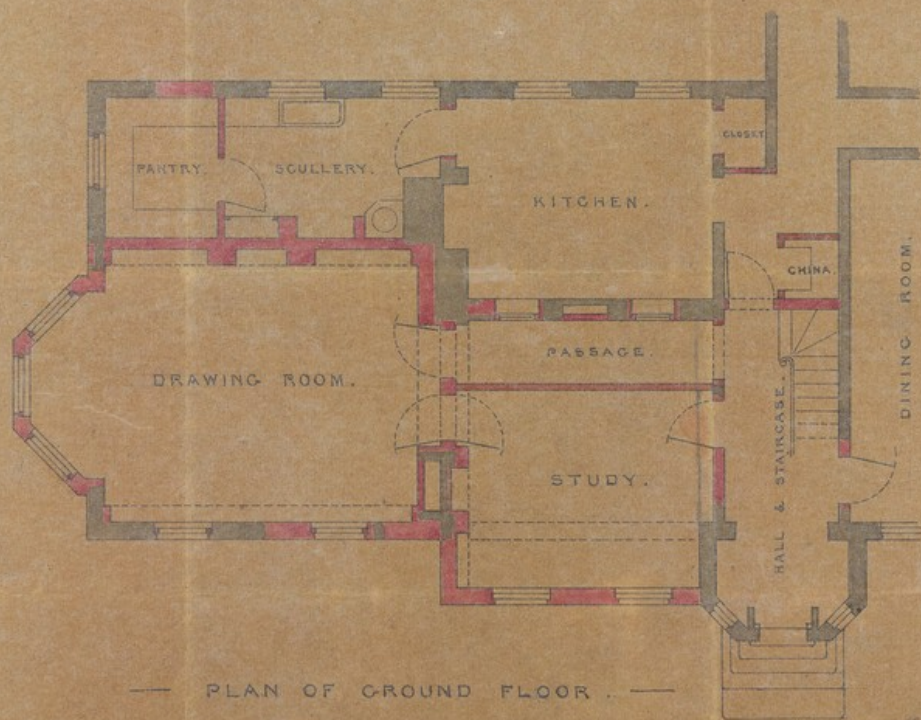 CLOSET.
PANTRY.
SCULLERY.
KITCHEN.
CHINA.
DINING ROOM.
PASSAGE.
DRAWING ROOM.
HALL & STAIRCASE.
STUDY.
— PLAN OF GROUND FLOOR. —